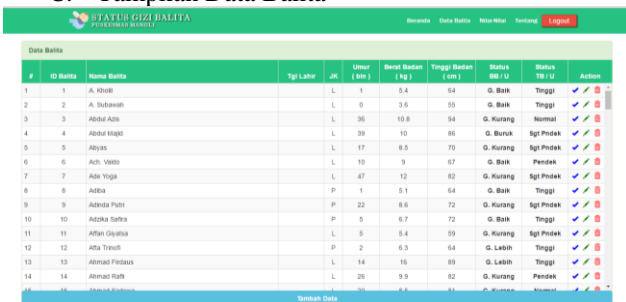 C. Tampilan Data Balita
STATUS GIZI BALITA
PUSKESMAS MANOLI
Beranda Data Balita Nilai-Nilai Tentang Logout
Data Balita
# ID Balita Nama Balita Tgl Lahir JK Umur ( bln ) Berat Badan ( kg ) Tinggi Badan ( cm ) Status BB / U Status TB / U Action
1 1 A. Kholil L 1 5.4 64 G. Baik Tinggi
2 2 A. Subawah L 0 3.6 55 G. Baik Tinggi
3 3 Abdul Azis L 36 10.8 94 G. Kurang Normal
4 4 Abdul Majid L 39 10 86 G. Buruk Sgt Pndek
5 5 Abyas L 17 8.5 70 G. Kurang Sgt Pndek
6 6 Ach. Valdo L 10 9 67 G. Baik Pendek
7 7 Ade Yoga L 47 12 82 G. Kurang Sgt Pndek
8 8 Adiba P 1 5.1 64 G. Baik Tinggi
9 9 Adinda Putri P 22 8.6 72 G. Kurang Sgt Pndek
10 10 Adzika Safira P 5 6.7 72 G. Baik Tinggi
11 11 Affan Giyatsa L 5 5.4 59 G. Kurang Sgt Pndek
12 12 Alfa Trinofi P 2 6.3 64 G. Lebih Tinggi
13 13 Ahmad Firdaus L 14 16 89 G. Lebih Tinggi
14 14 Ahmad Rafli L 26 9.9 82 G. Kurang Pendek
Tambah Data